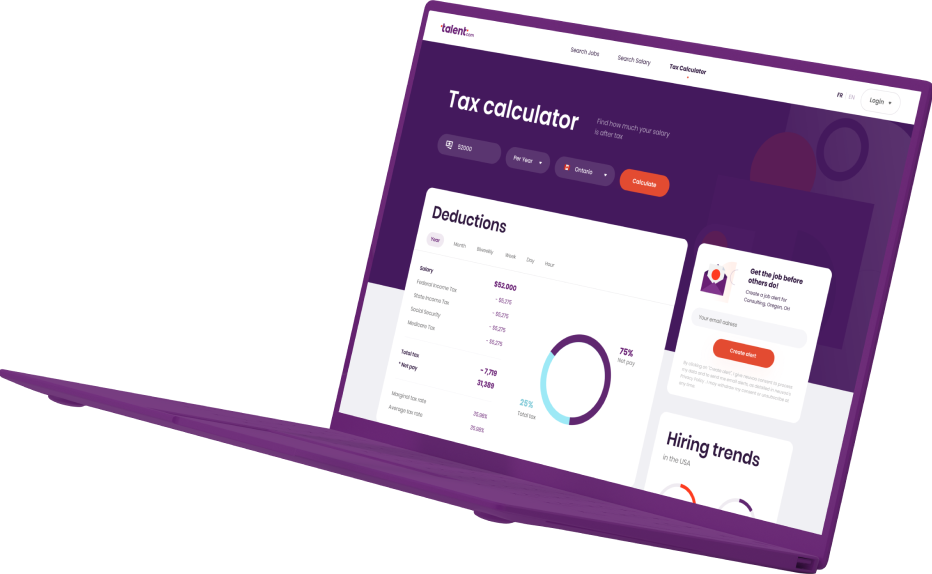 talent.com
Search Jobs
Search Salary
Tax Calculator
FR
EN
Login
Tax calculator
Find how much your salary
is after tax
52000
Per Year
Ontario
Calculate
Deductions
Year
Month
Biweekly
Week
Day
Hour
Salary
$52.000
Federal Income Tax
- $5,275
State Income Tax
- $5,275
Social Security
- $5,275
Medicare Tax
- $5,275
Total tax
- 7,719
* Net pay
31,389
Marginal tax rate
35,065
Average tax rate
35,065
75%
Net pay
25%
Total tax
Get the job before
others do!
Create a job alert for
Consulting, Oregon, OH
Your email adress
Create alert
Hiring trends
in the USA